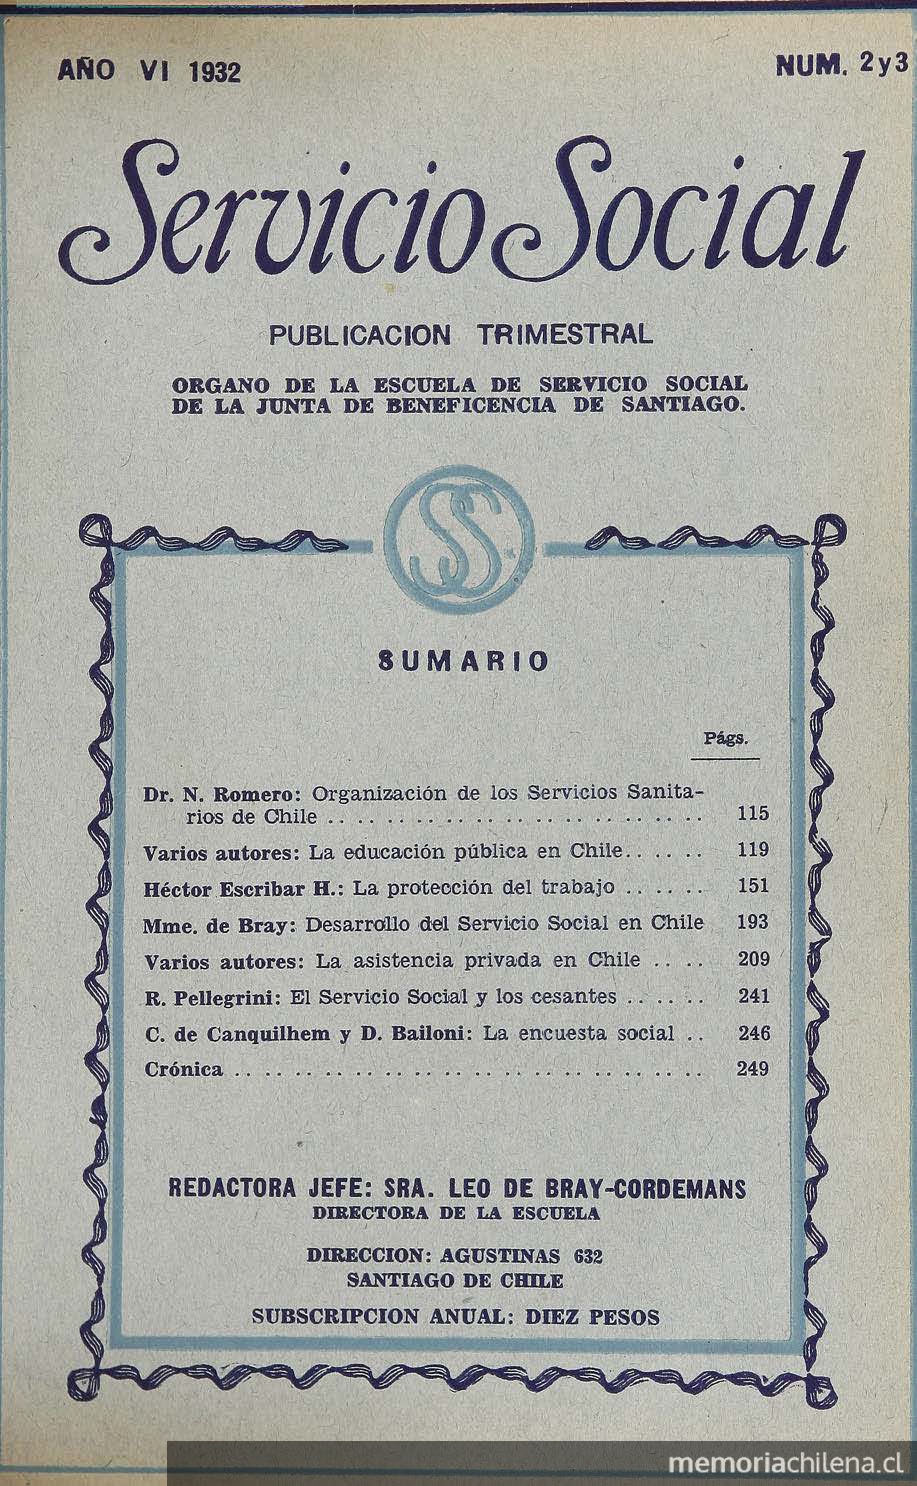 AÑO VI 1932
NUM. 2 y 3
Servicio Social
PUBLICACION TRIMESTRAL
ORGANO DE LA ESCUELA DE SERVICIO SOCIAL
DE LA JUNTA DE BENEFICENCIA DE SANTIAGO.
SS
SUMARIO
Págs.
Dr. N. Romero: Organización de los Servicios Sanita-
rios de Chile . . . . . . . . . . . . . . . . . . . . . . . . 115
Varios autores: La educación pública en Chile. . . . . . 119
Héctor Escribar H.: La protección del trabajo . . . . . . 151
Mme. de Bray: Desarrollo del Servicio Social en Chile 193
Varios autores: La asistencia privada en Chile . . . . 209
R. Pellegrini: El Servicio Social y los cesantes . . . . . . 241
C. de Canquilhem y D. Bailoni: La encuesta social . . 246
Crónica . . . . . . . . . . . . . . . . . . . . . . . . . . . . . . 249
REDACTORA JEFE: SRA. LEO DE BRAY-CORDEMANS
DIRECTORA DE LA ESCUELA
DIRECCION: AGUSTINAS 632
SANTIAGO DE CHILE
SUBSCRIPCION ANUAL: DIEZ PESOS
memoriachilena.cl